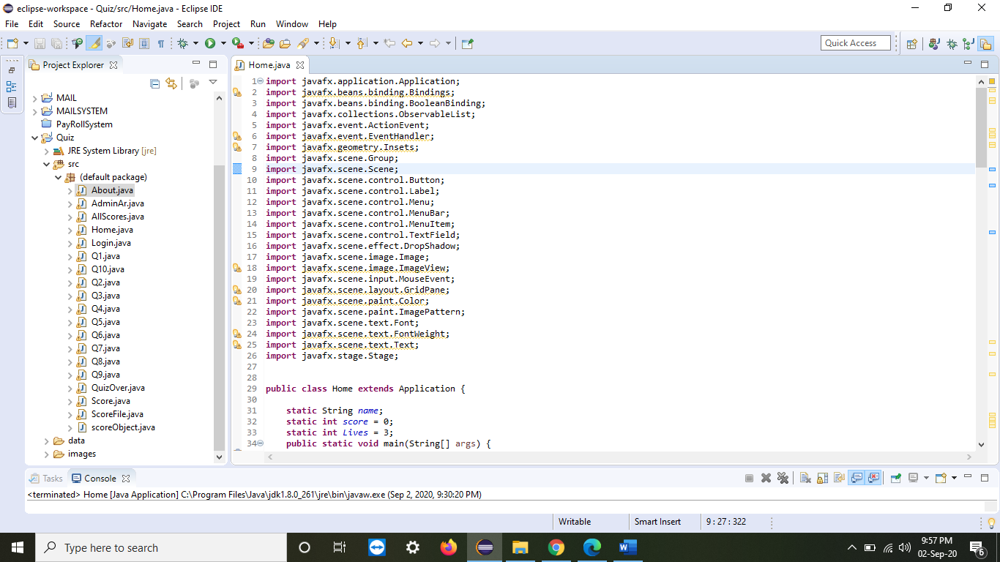 eclipse-workspace - Quiz/src/Home.java - Eclipse IDE
File Edit Source Refactor Navigate Search Project Run Window Help
Quick Access
Project Explorer
MAIL
MAILSYSTEM
PayRollSystem
Quiz
JRE System Library [jre]
src
(default package)
About.java
AdminAr.java
AllScores.java
Home.java
Login.java
Q1.java
Q10.java
Q2.java
Q3.java
Q4.java
Q5.java
Q6.java
Q7.java
Q8.java
Q9.java
QuizOver.java
Score.java
ScoreFile.java
scoreObject.java
data
images
Home.java
1 import javafx.application.Application;
2 import javafx.beans.binding.Bindings;
3 import javafx.beans.binding.BooleanBinding;
4 import javafx.collections.ObservableList;
5 import javafx.event.ActionEvent;
6 import javafx.event.EventHandler;
7 import javafx.geometry.Insets;
8 import javafx.scene.Group;
9 import javafx.scene.Scene;
10 import javafx.scene.control.Button;
11 import javafx.scene.control.Label;
12 import javafx.scene.control.Menu;
13 import javafx.scene.control.MenuBar;
14 import javafx.scene.control.MenuItem;
15 import javafx.scene.control.TextField;
16 import javafx.scene.effect.DropShadow;
17 import javafx.scene.image.Image;
18 import javafx.scene.image.ImageView;
19 import javafx.scene.input.MouseEvent;
20 import javafx.scene.layout.GridPane;
21 import javafx.scene.paint.Color;
22 import javafx.scene.paint.ImagePattern;
23 import javafx.scene.text.Font;
24 import javafx.scene.text.FontWeight;
25 import javafx.scene.text.Text;
26 import javafx.stage.Stage;
27
28
29 public class Home extends Application {
30
31 static String name;
32 static int score = 0;
33 static int Lives = 3;
34 public static void main(String[] args) {
Tasks Console
<terminated> Home [Java Application] C:\Program Files\Java\jdk1.8.0_261\jre\bin\javaw.exe (Sep 2, 2020, 9:30:20 PM)
Writable Smart Insert 9 : 27 : 322
Type here to search
9:57 PM
02-Sep-20
6